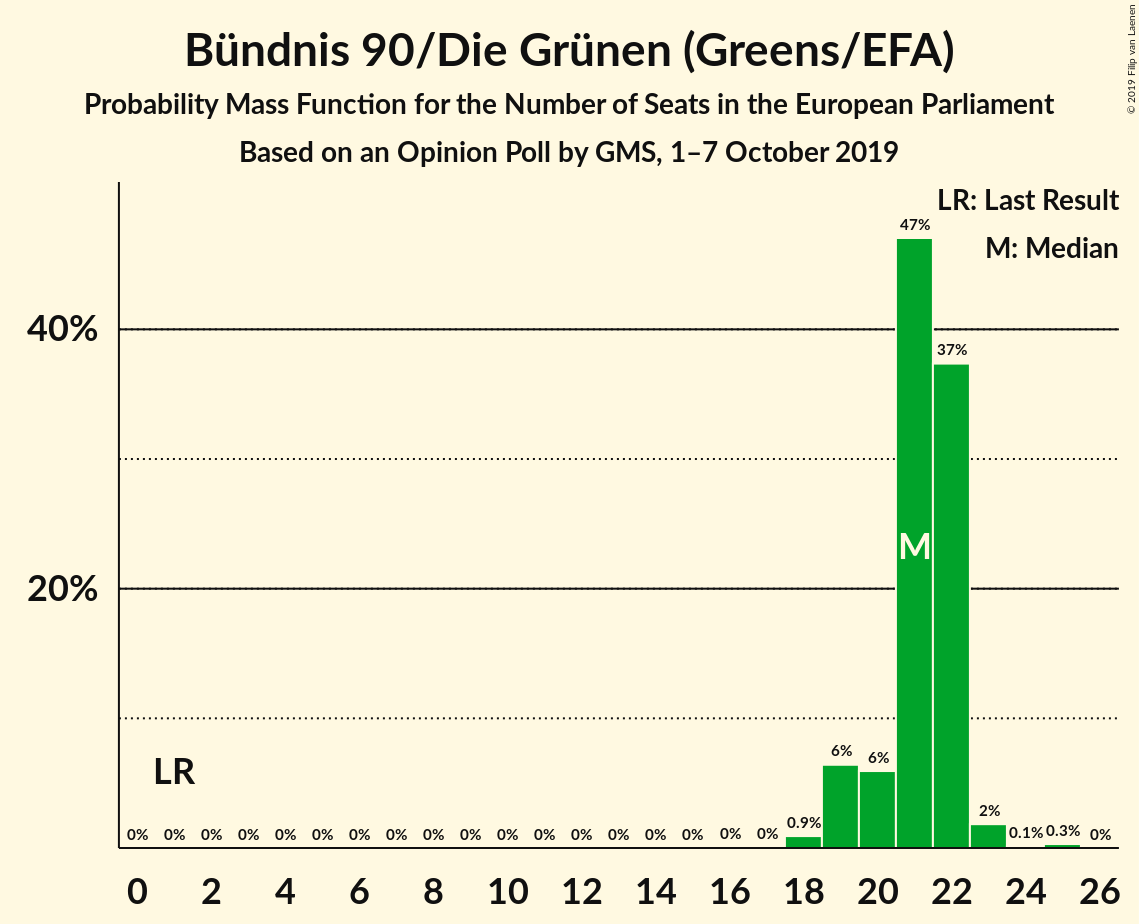 Bündnis 90/Die Grünen (Greens/EFA)
Probability Mass Function for the Number of Seats in the European Parliament
Based on an Opinion Poll by GMS, 1–7 October 2019
© 2019 Filip van Laenen
LR: Last Result
M: Median
47%
40%
37%
M
20%
LR
6%
6%
2%
0% 0% 0% 0% 0% 0% 0% 0% 0% 0% 0% 0% 0% 0% 0% 0% 0% 0% 0.9% 0.1% 0.3% 0%
0 2 4 6 8 10 12 14 16 18 20 22 24 26